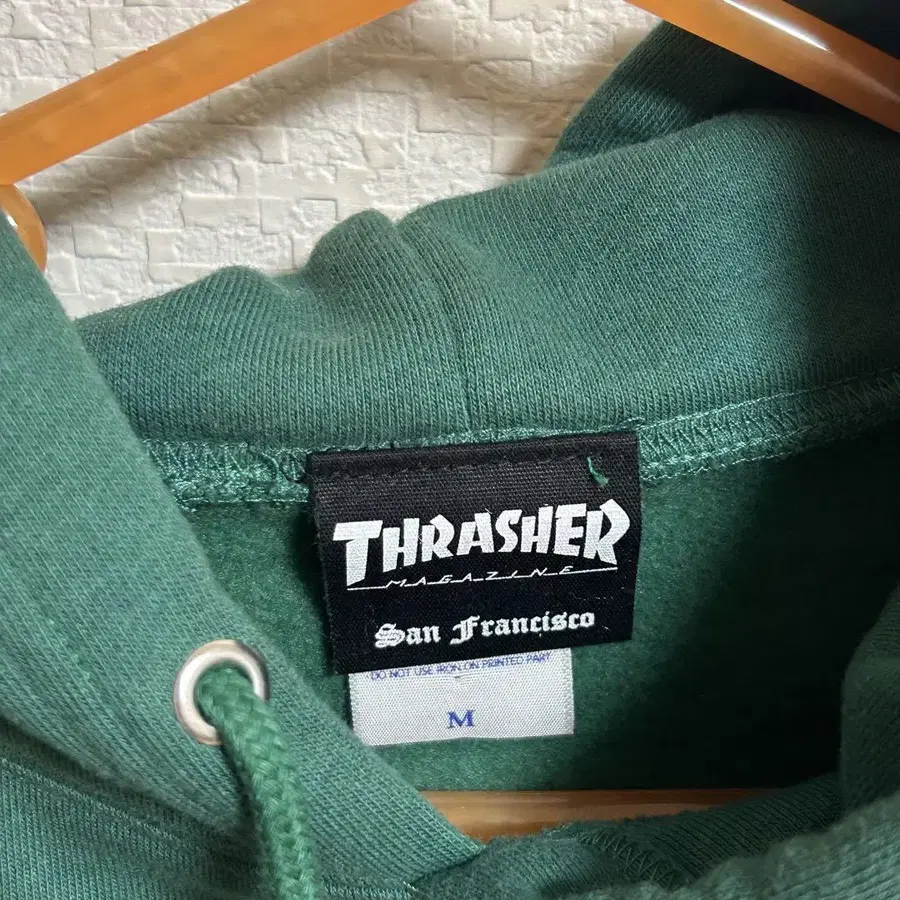 THRASHER
MAGAZINE
San Francisco
DO NOT USE IRON ON PRINTED PART
M